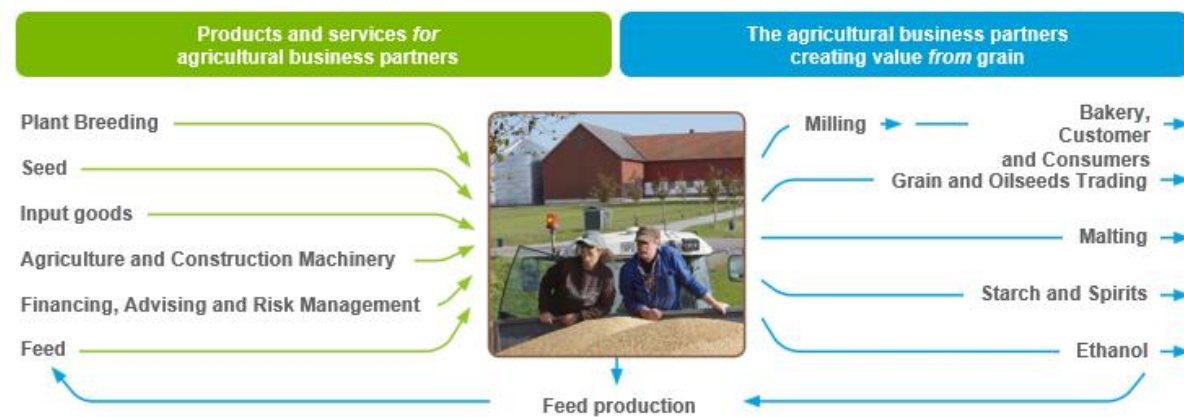 Products and services for
agricultural business partners
The agricultural business partners
creating value from grain
Plant Breeding
Seed
Input goods
Agriculture and Construction Machinery
Financing, Advising and Risk Management
Feed
Milling
Bakery,
Customer
and Consumers
Grain and Oilseeds Trading
Malting
Starch and Spirits
Ethanol
Feed production